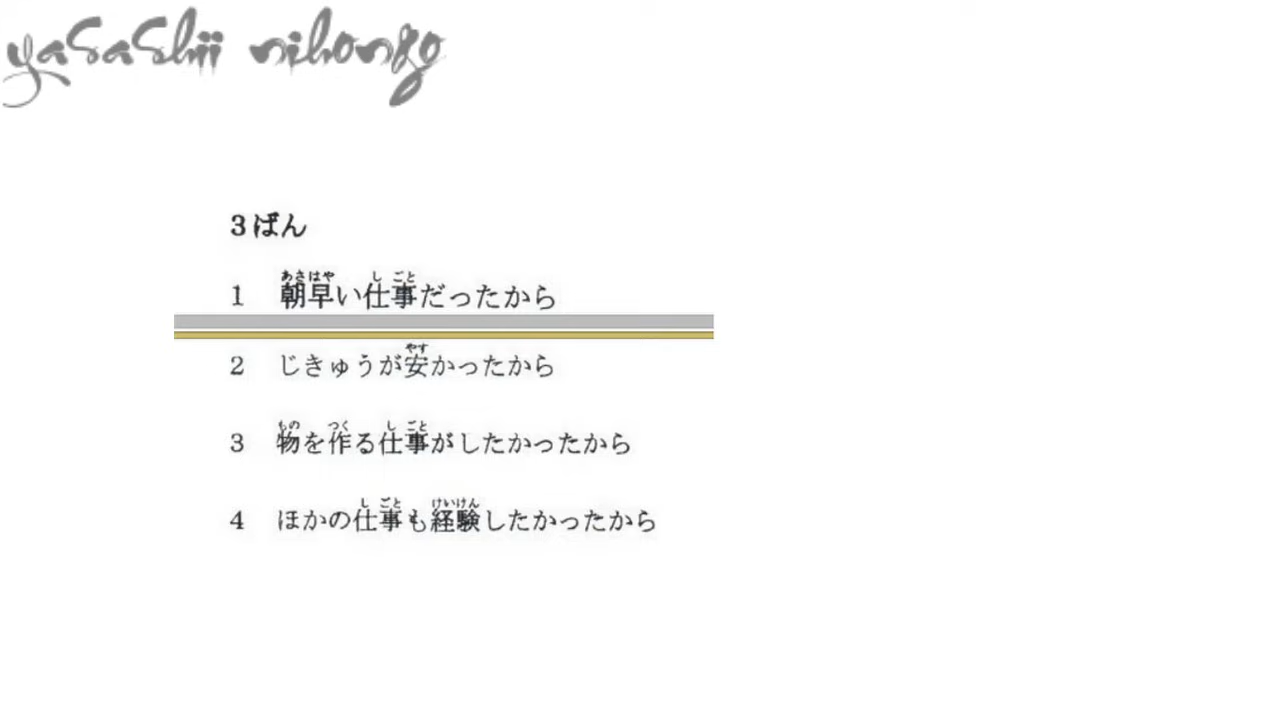 yasashii nihongo
3ばん
1 朝早い仕事だったから
2 じきゅうが安かったから
3 物を作る仕事がしたかったから
4 ほかの仕事も経験したかったから